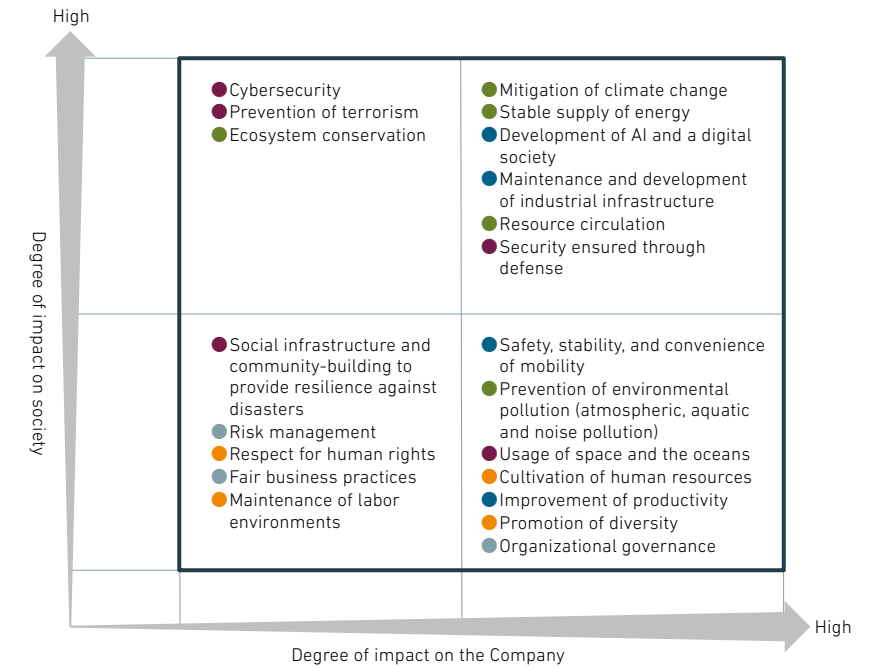 High
Degree of impact on society
Cybersecurity
Prevention of terrorism
Ecosystem conservation
Mitigation of climate change
Stable supply of energy
Development of AI and a digital
society
Maintenance and development
of industrial infrastructure
Resource circulation
Security ensured through
defense
Social infrastructure and
community-building to
provide resilience against
disasters
Risk management
Respect for human rights
Fair business practices
Maintenance of labor
environments
Safety, stability, and convenience
of mobility
Prevention of environmental
pollution (atmospheric, aquatic
and noise pollution)
Usage of space and the oceans
Cultivation of human resources
Improvement of productivity
Promotion of diversity
Organizational governance
High
Degree of impact on the Company